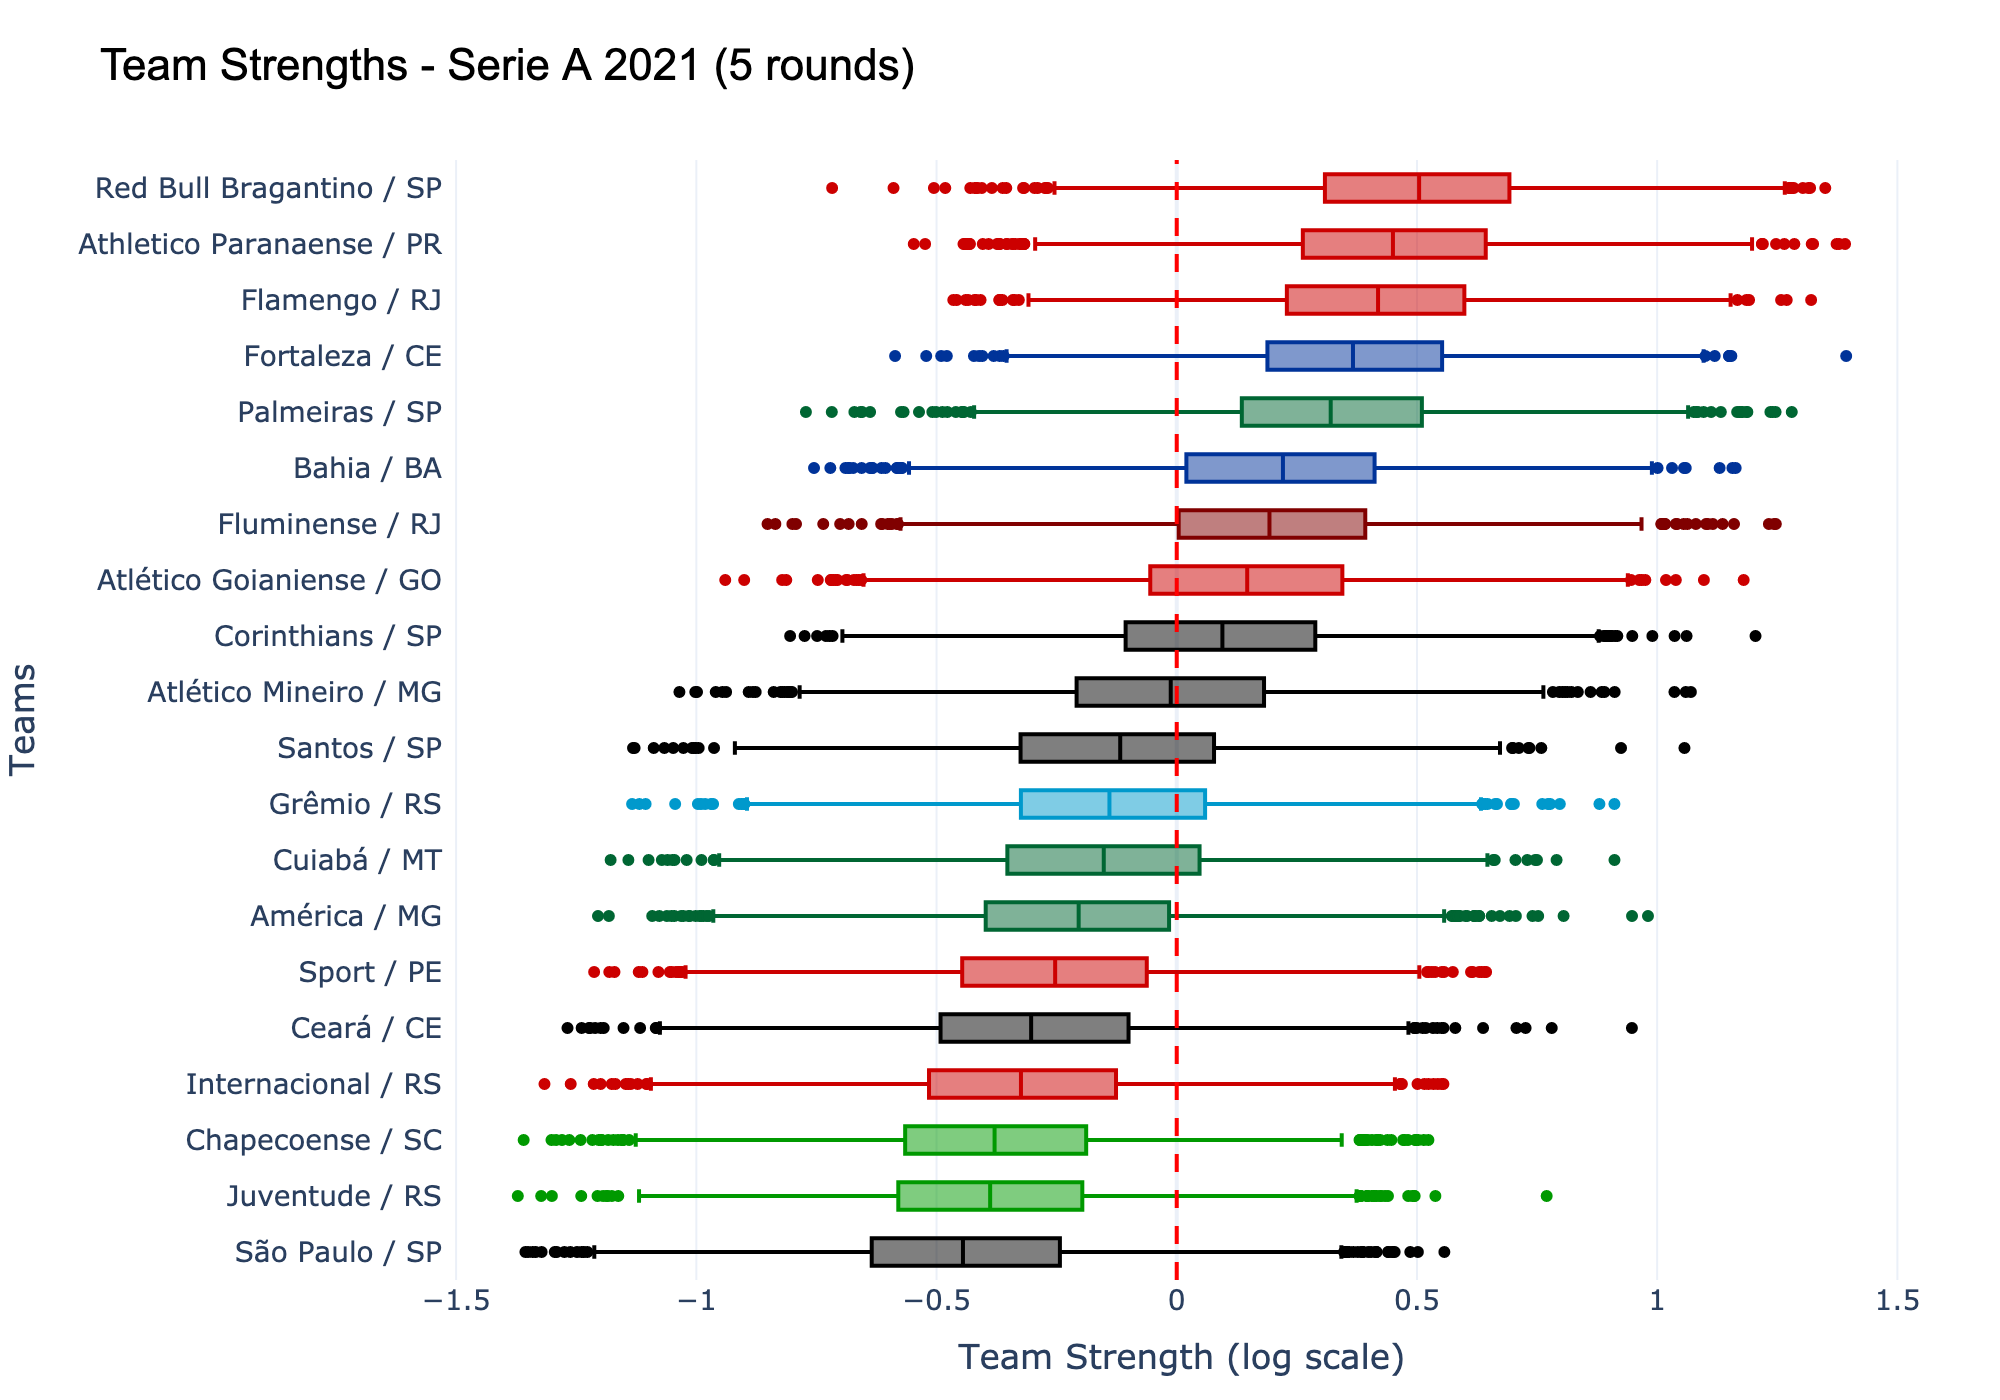 Team Strengths - Serie A 2021 (5 rounds)
Teams
Red Bull Bragantino / SP
Athletico Paranaense / PR
Flamengo / RJ
Fortaleza / CE
Palmeiras / SP
Bahia / BA
Fluminense / RJ
Atlético Goianiense / GO
Corinthians / SP
Atlético Mineiro / MG
Santos / SP
Grêmio / RS
Cuiabá / MT
América / MG
Sport / PE
Ceará / CE
Internacional / RS
Chapecoense / SC
Juventude / RS
São Paulo / SP
−1.5 −1 −0.5 0 0.5 1 1.5
Team Strength (log scale)